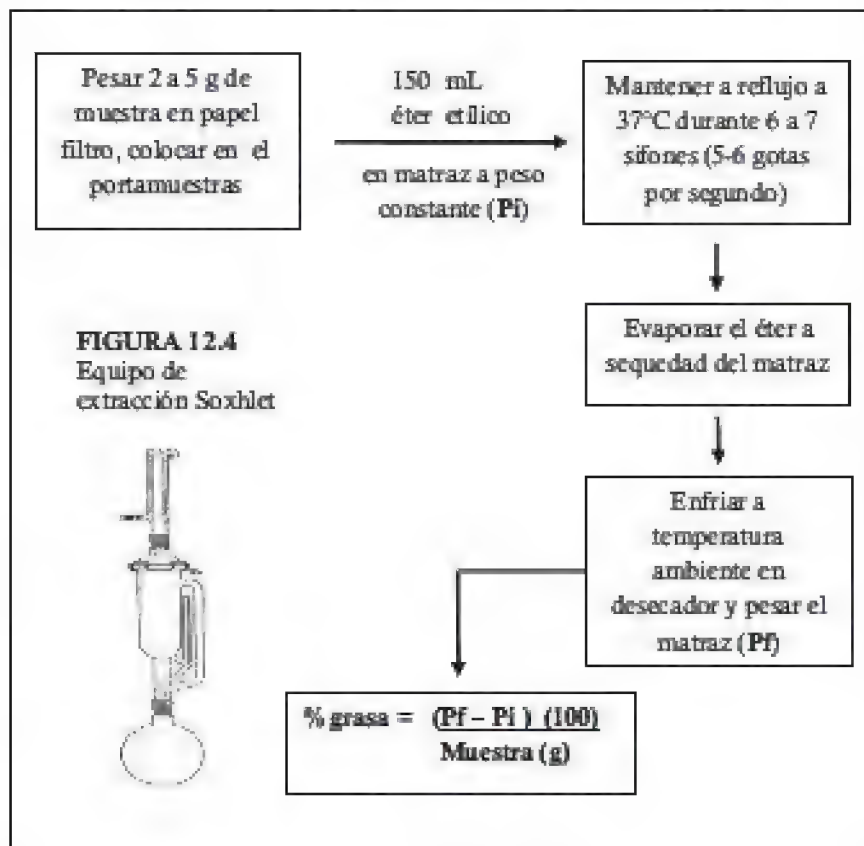 Pesar 2 a 5 g de
muestra en papel
filtro, colocar en el
portamuestras
150 mL
éter etílico
en matraz a peso
constante (Pi)
Mantener a reflujo a
37°C durante 6 a 7
sifones (5-6 gotas
por segundo)
Evaporar el éter a
sequedad del matraz
FIGURA 12.4
Equipo de
extracción Soxhlet
Enfriar a
temperatura
ambiente en
desecador y pesar el
matraz (Pf)
% grasa = (Pf – Pi ) (100)
Muestra (g)